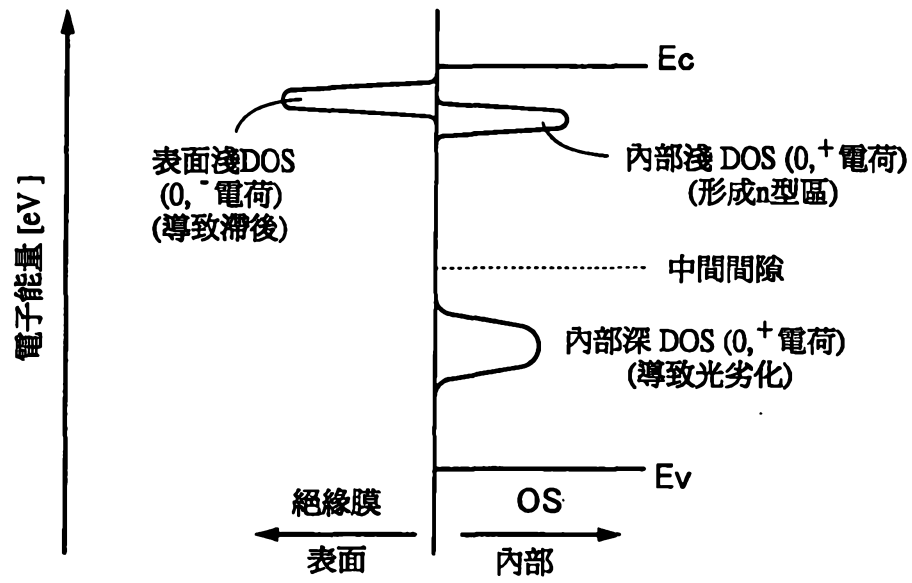 Ec
表面淺DOS
(0,⁻電荷)
(導致滯後)
內部淺 DOS (0,⁺電荷)
(形成n型區)
電子能量 [eV]
中間間隙
內部深 DOS (0,⁺電荷)
(導致光劣化)
Ev
絕緣膜
OS
表面
內部